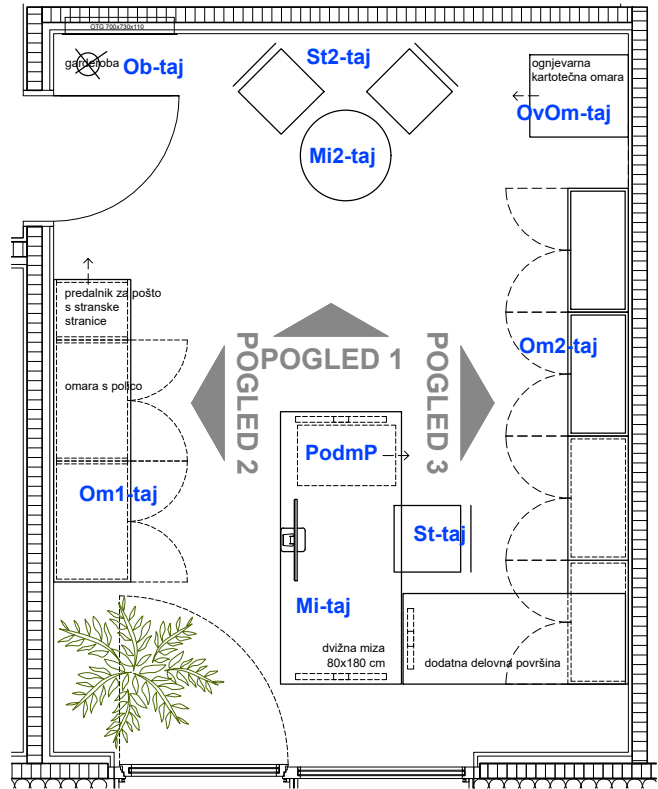 OTG 700x730x110
garderoba
Ob-taj
St2-taj
ognjevarna
kartotečna omara
OvOm-taj
Mi2-taj
predalnik za pošto
s stranske
stranice
POGLED 1
POGLED 2
POGLED 3
Om2-taj
omara s polico
PodmP
Om1-taj
St-taj
Mi-taj
dvižna miza
80x180 cm
dodatna delovna površina